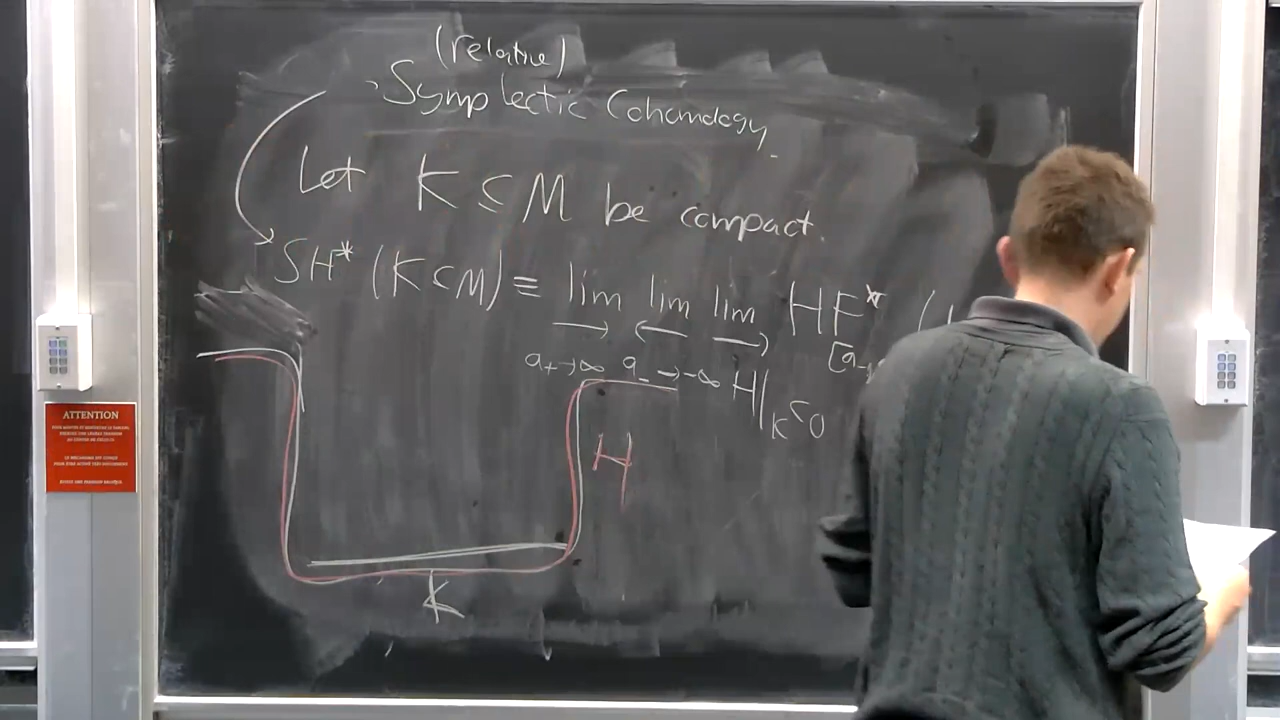 (relative)
Symplectic Cohomology
Let K ⊆ M be compact.
SH* (K ⊂ M) ≡ lim lim lim HF* (
a₊→∞ a₋→-∞ H|K<0 [a₋,
H
K
ATTENTION